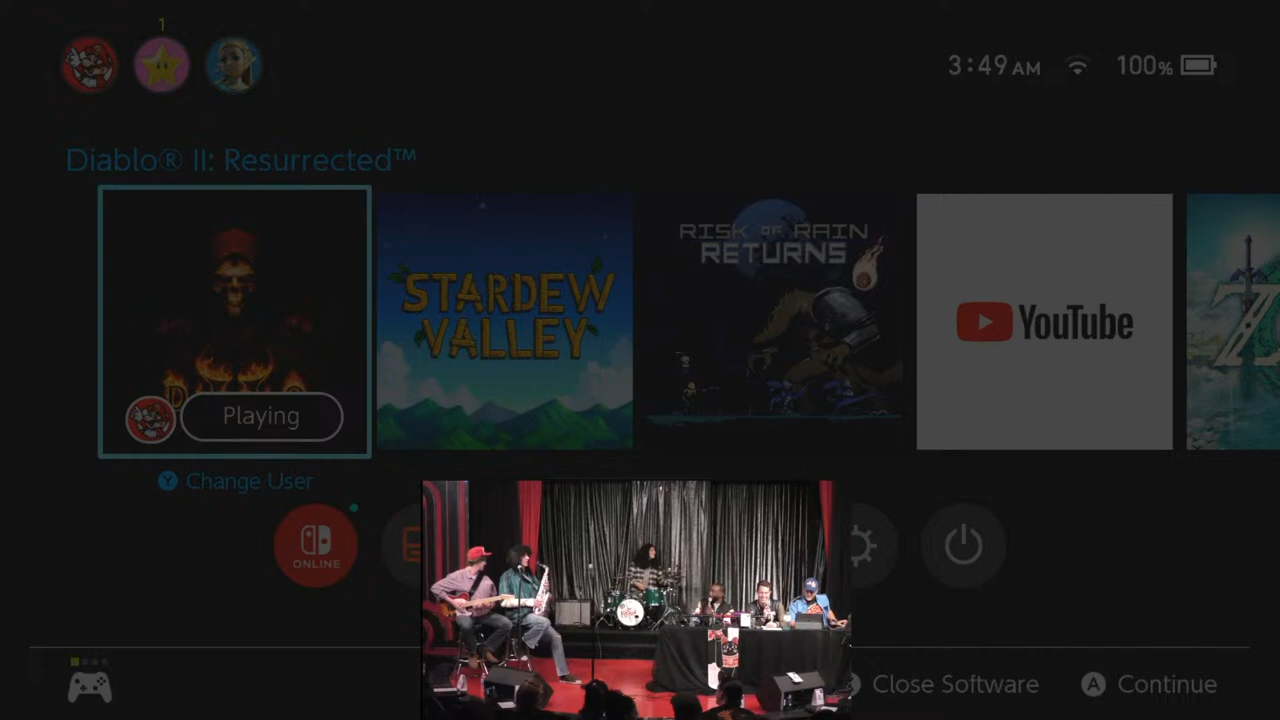 1
3:49 AM
100%
Diablo® II: Resurrected™
STARDEW
VALLEY
RISK OF RAIN
RETURNS
YouTube
Z
Playing
Y Change User
ONLINE
Close Software
A Continue